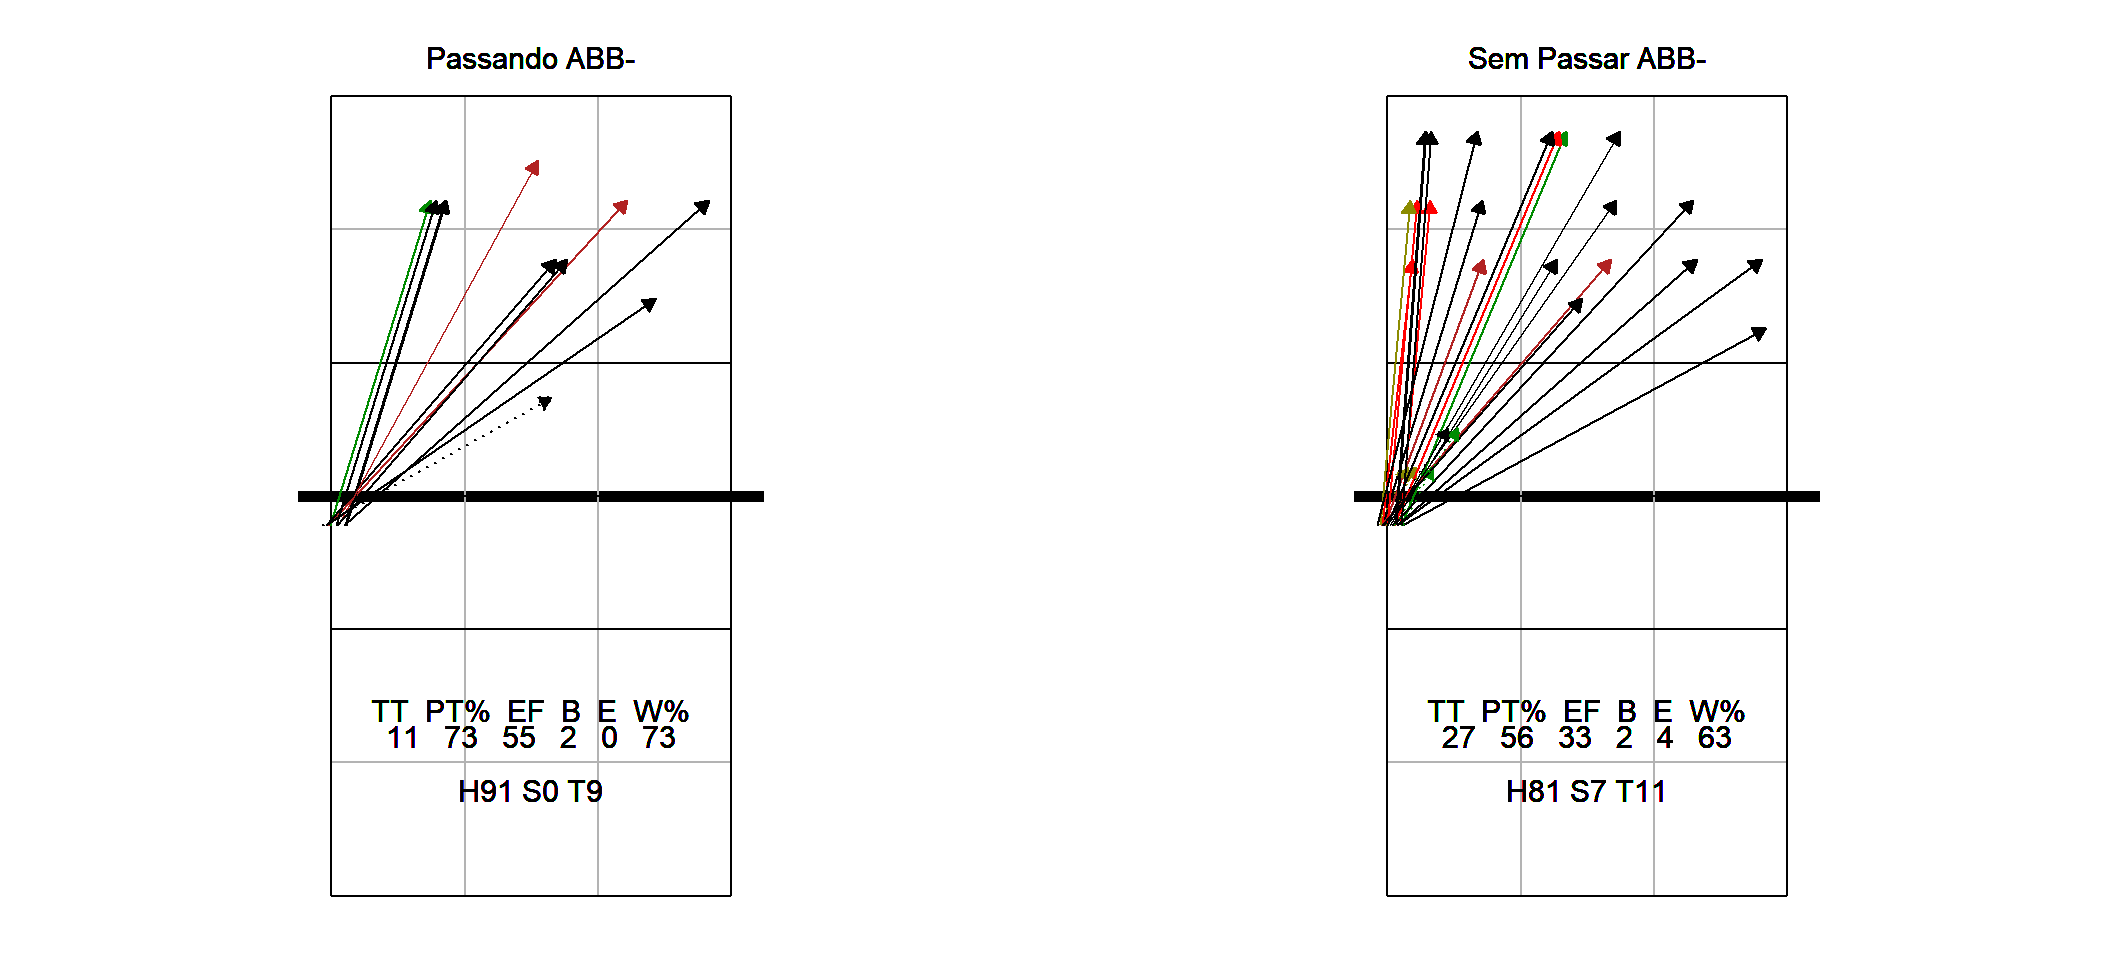 Passando ABB-
TT PT% EF B E W%
11 73 55 2 0 73
H91 S0 T9
Sem Passar ABB-
TT PT% EF B E W%
27 56 33 2 4 63
H81 S7 T11